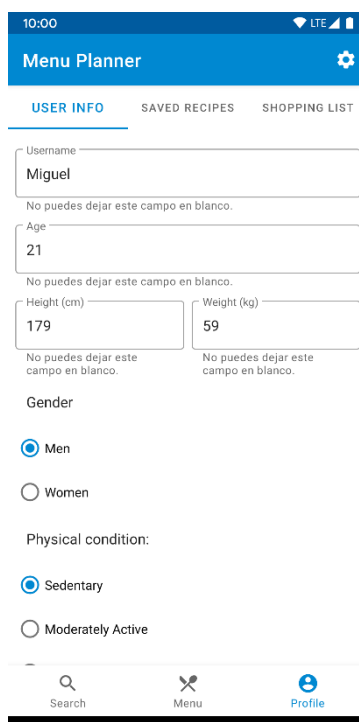 10:00
LTE
Menu Planner
USER INFO
SAVED RECIPES
SHOPPING LIST
Username
Miguel
No puedes dejar este campo en blanco.
Age
21
No puedes dejar este campo en blanco.
Height (cm)
Weight (kg)
179
59
No puedes dejar este
campo en blanco.
No puedes dejar este
campo en blanco.
Gender
Men
Women
Physical condition:
Sedentary
Moderately Active
Search
Menu
Profile